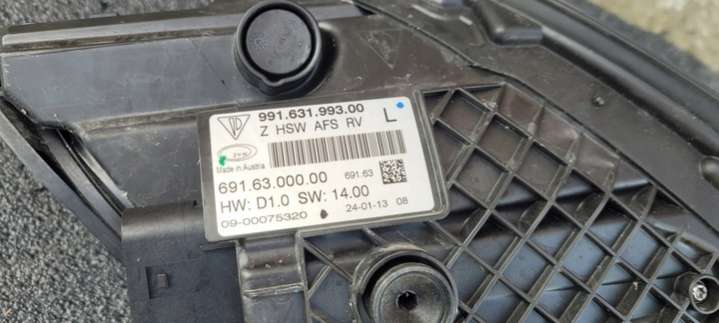 991.631.993.00
Z HSW AFS RV L
ZKW
Made in Austria
691.63.000.00 691.63
HW: D1.0 SW: 14.00
09-00075320 24-01-13 08